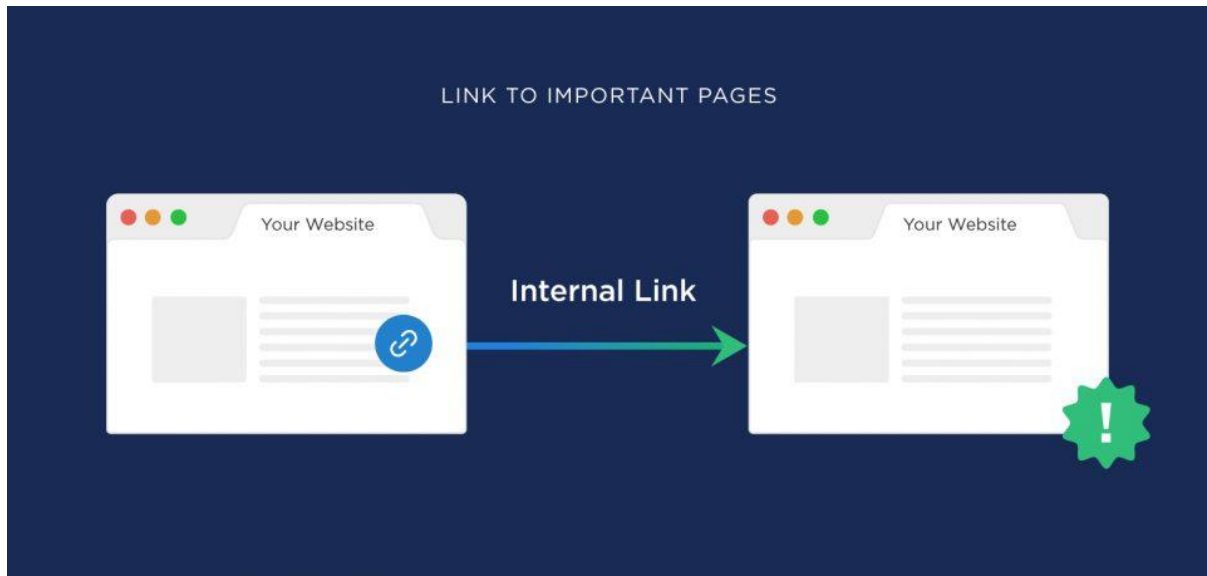 LINK TO IMPORTANT PAGES
Your Website
Your Website
Internal Link
!